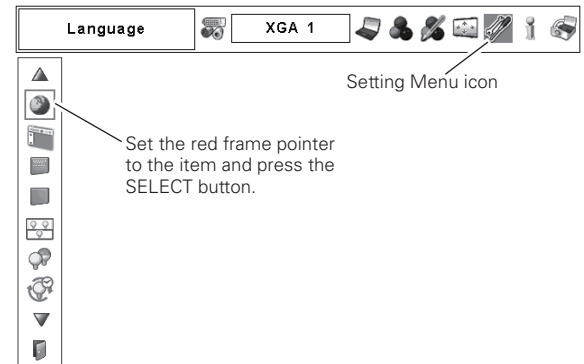 Language
XGA 1
Setting Menu icon
Set the red frame pointer
to the item and press the
SELECT button.